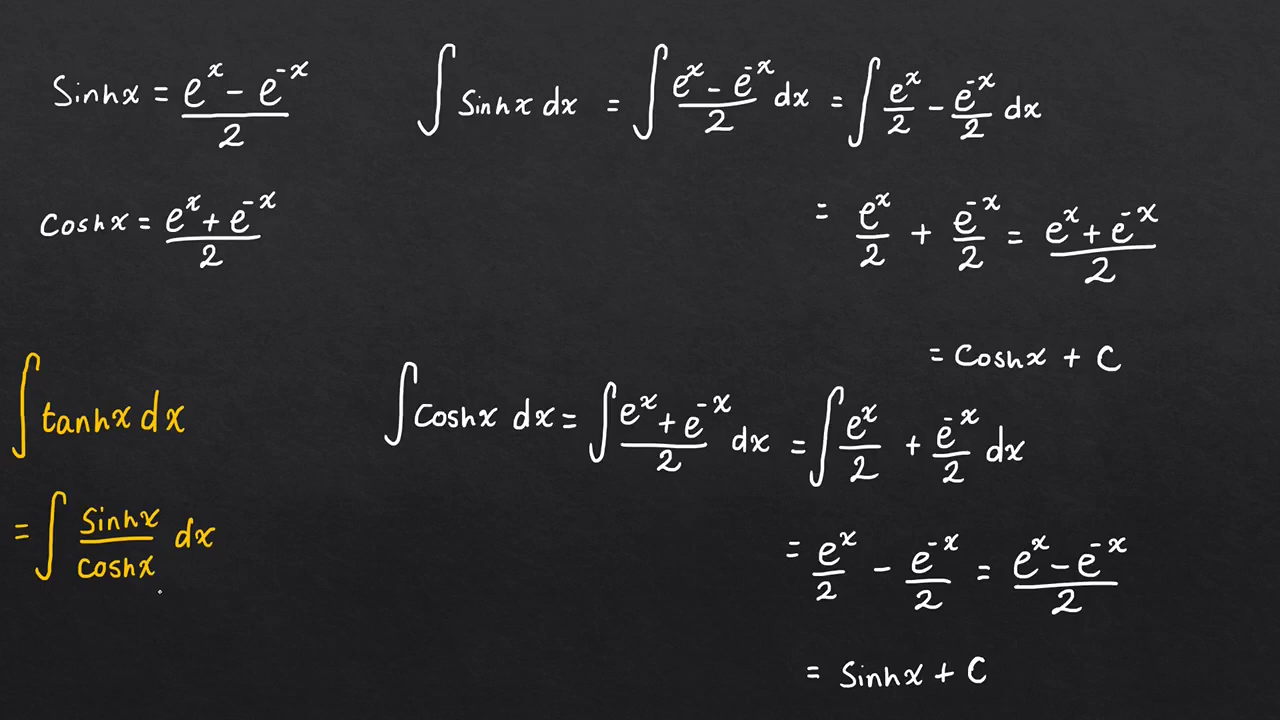 Sinhx = (e^x - e^-x)/2
∫ Sinhx dx = ∫ (e^x - e^-x)/2 dx = ∫ e^x/2 - e^-x/2 dx
= e^x/2 + e^-x/2 = (e^x + e^-x)/2
= Coshx + C
Coshx = (e^x + e^-x)/2
∫ Coshx dx = ∫ (e^x + e^-x)/2 dx = ∫ e^x/2 + e^-x/2 dx
= e^x/2 - e^-x/2 = (e^x - e^-x)/2
= Sinhx + C
∫ tanhx dx
= ∫ Sinhx/coshx dx